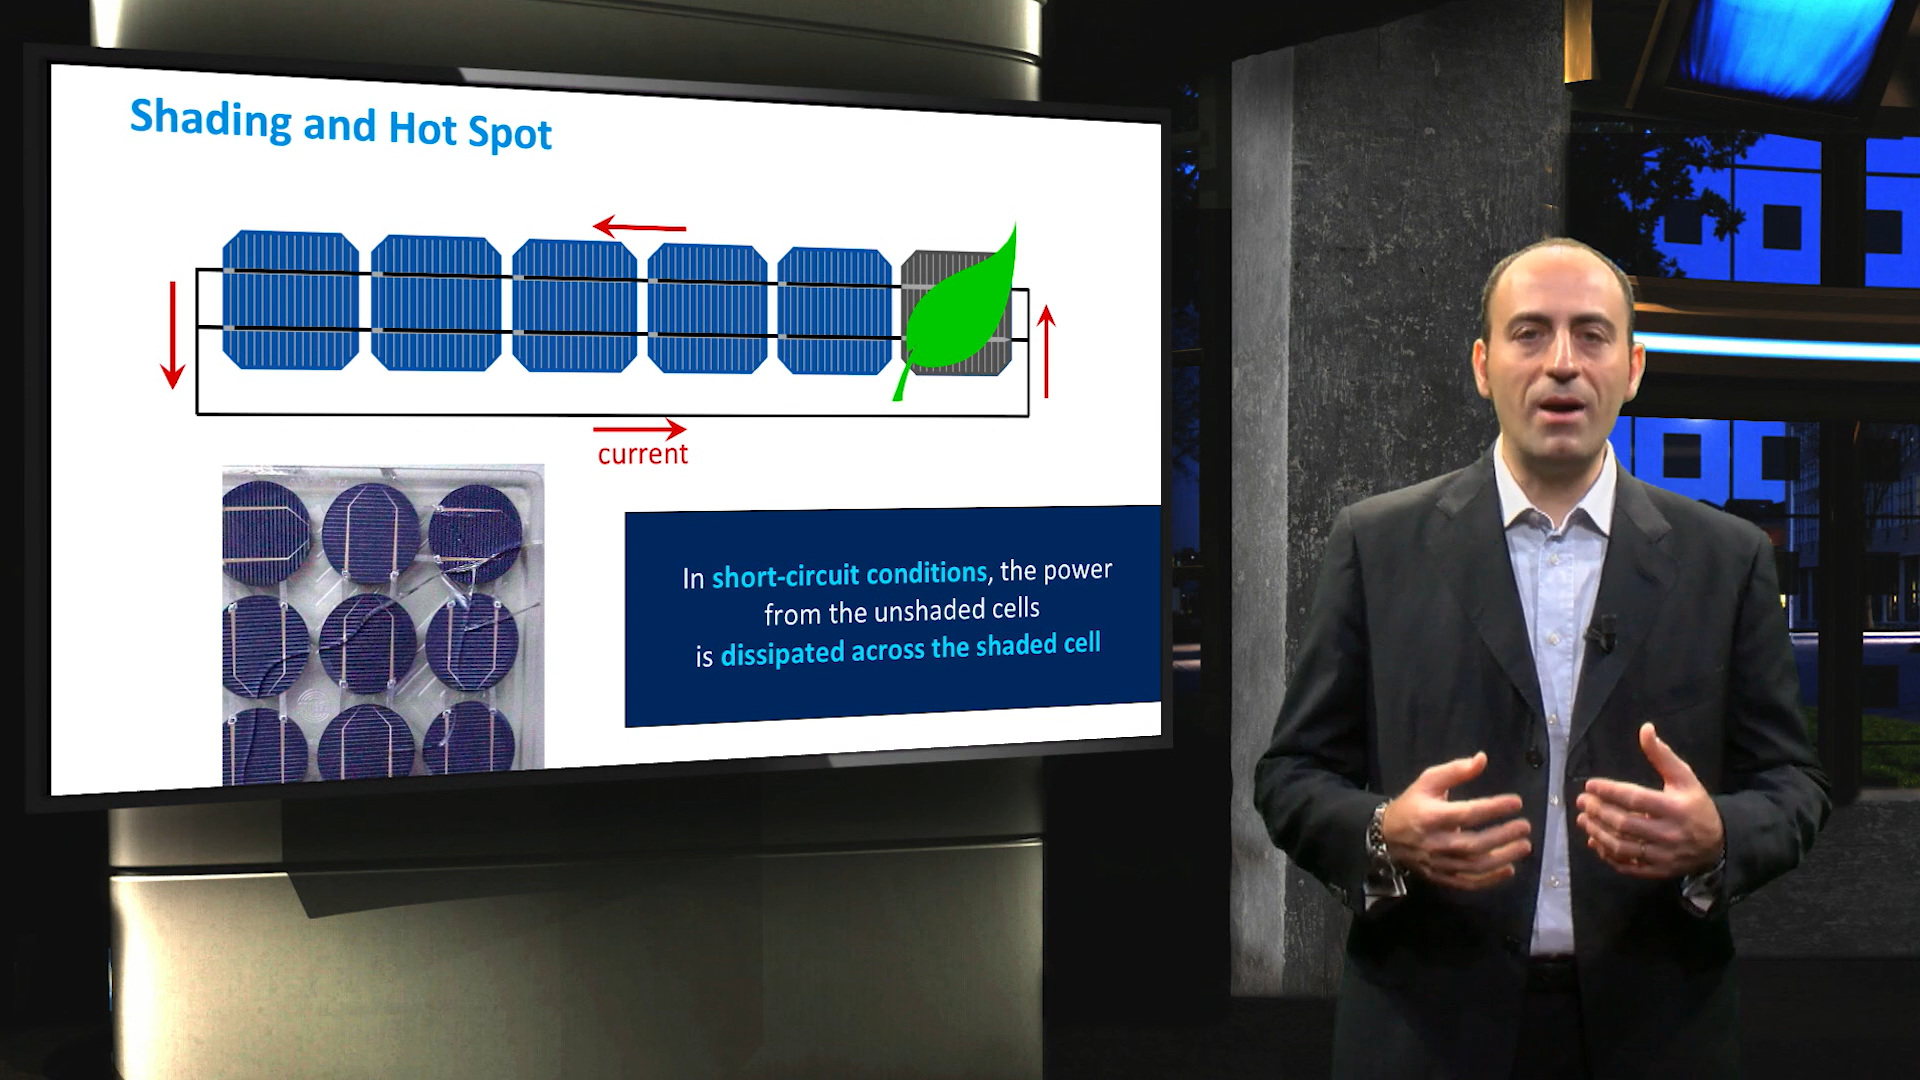 Shading and Hot Spot
current
In short-circuit conditions, the power
from the unshaded cells
is dissipated across the shaded cell